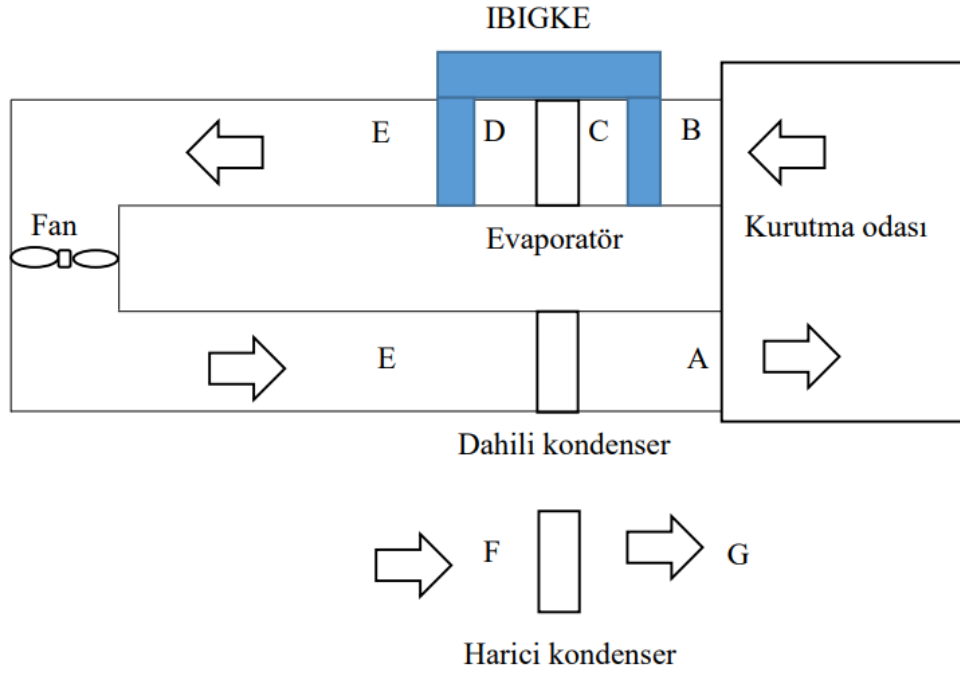 IBIGKE
E
D
C
B
Fan
Evaporatör
Kurutma odası
E
A
Dahili kondenser
F
G
Harici kondenser